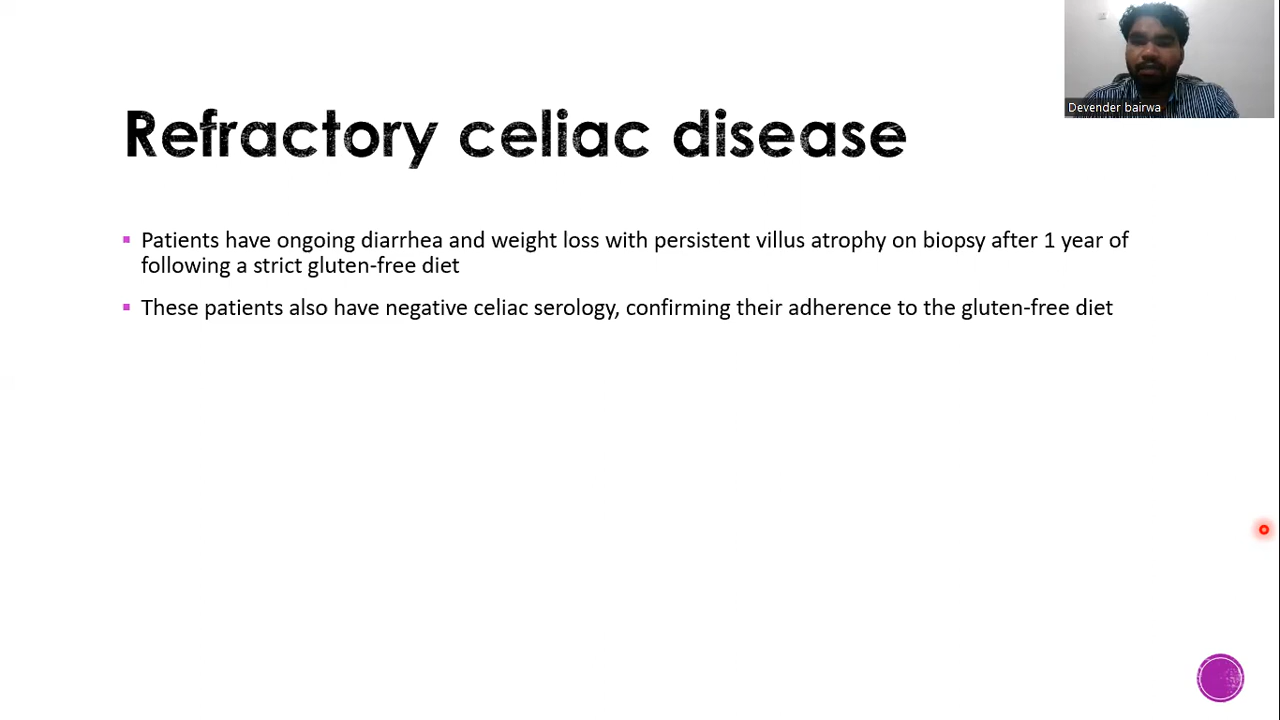 Devender bairwa
Refractory celiac disease
Patients have ongoing diarrhea and weight loss with persistent villus atrophy on biopsy after 1 year of
following a strict gluten-free diet
These patients also have negative celiac serology, confirming their adherence to the gluten-free diet